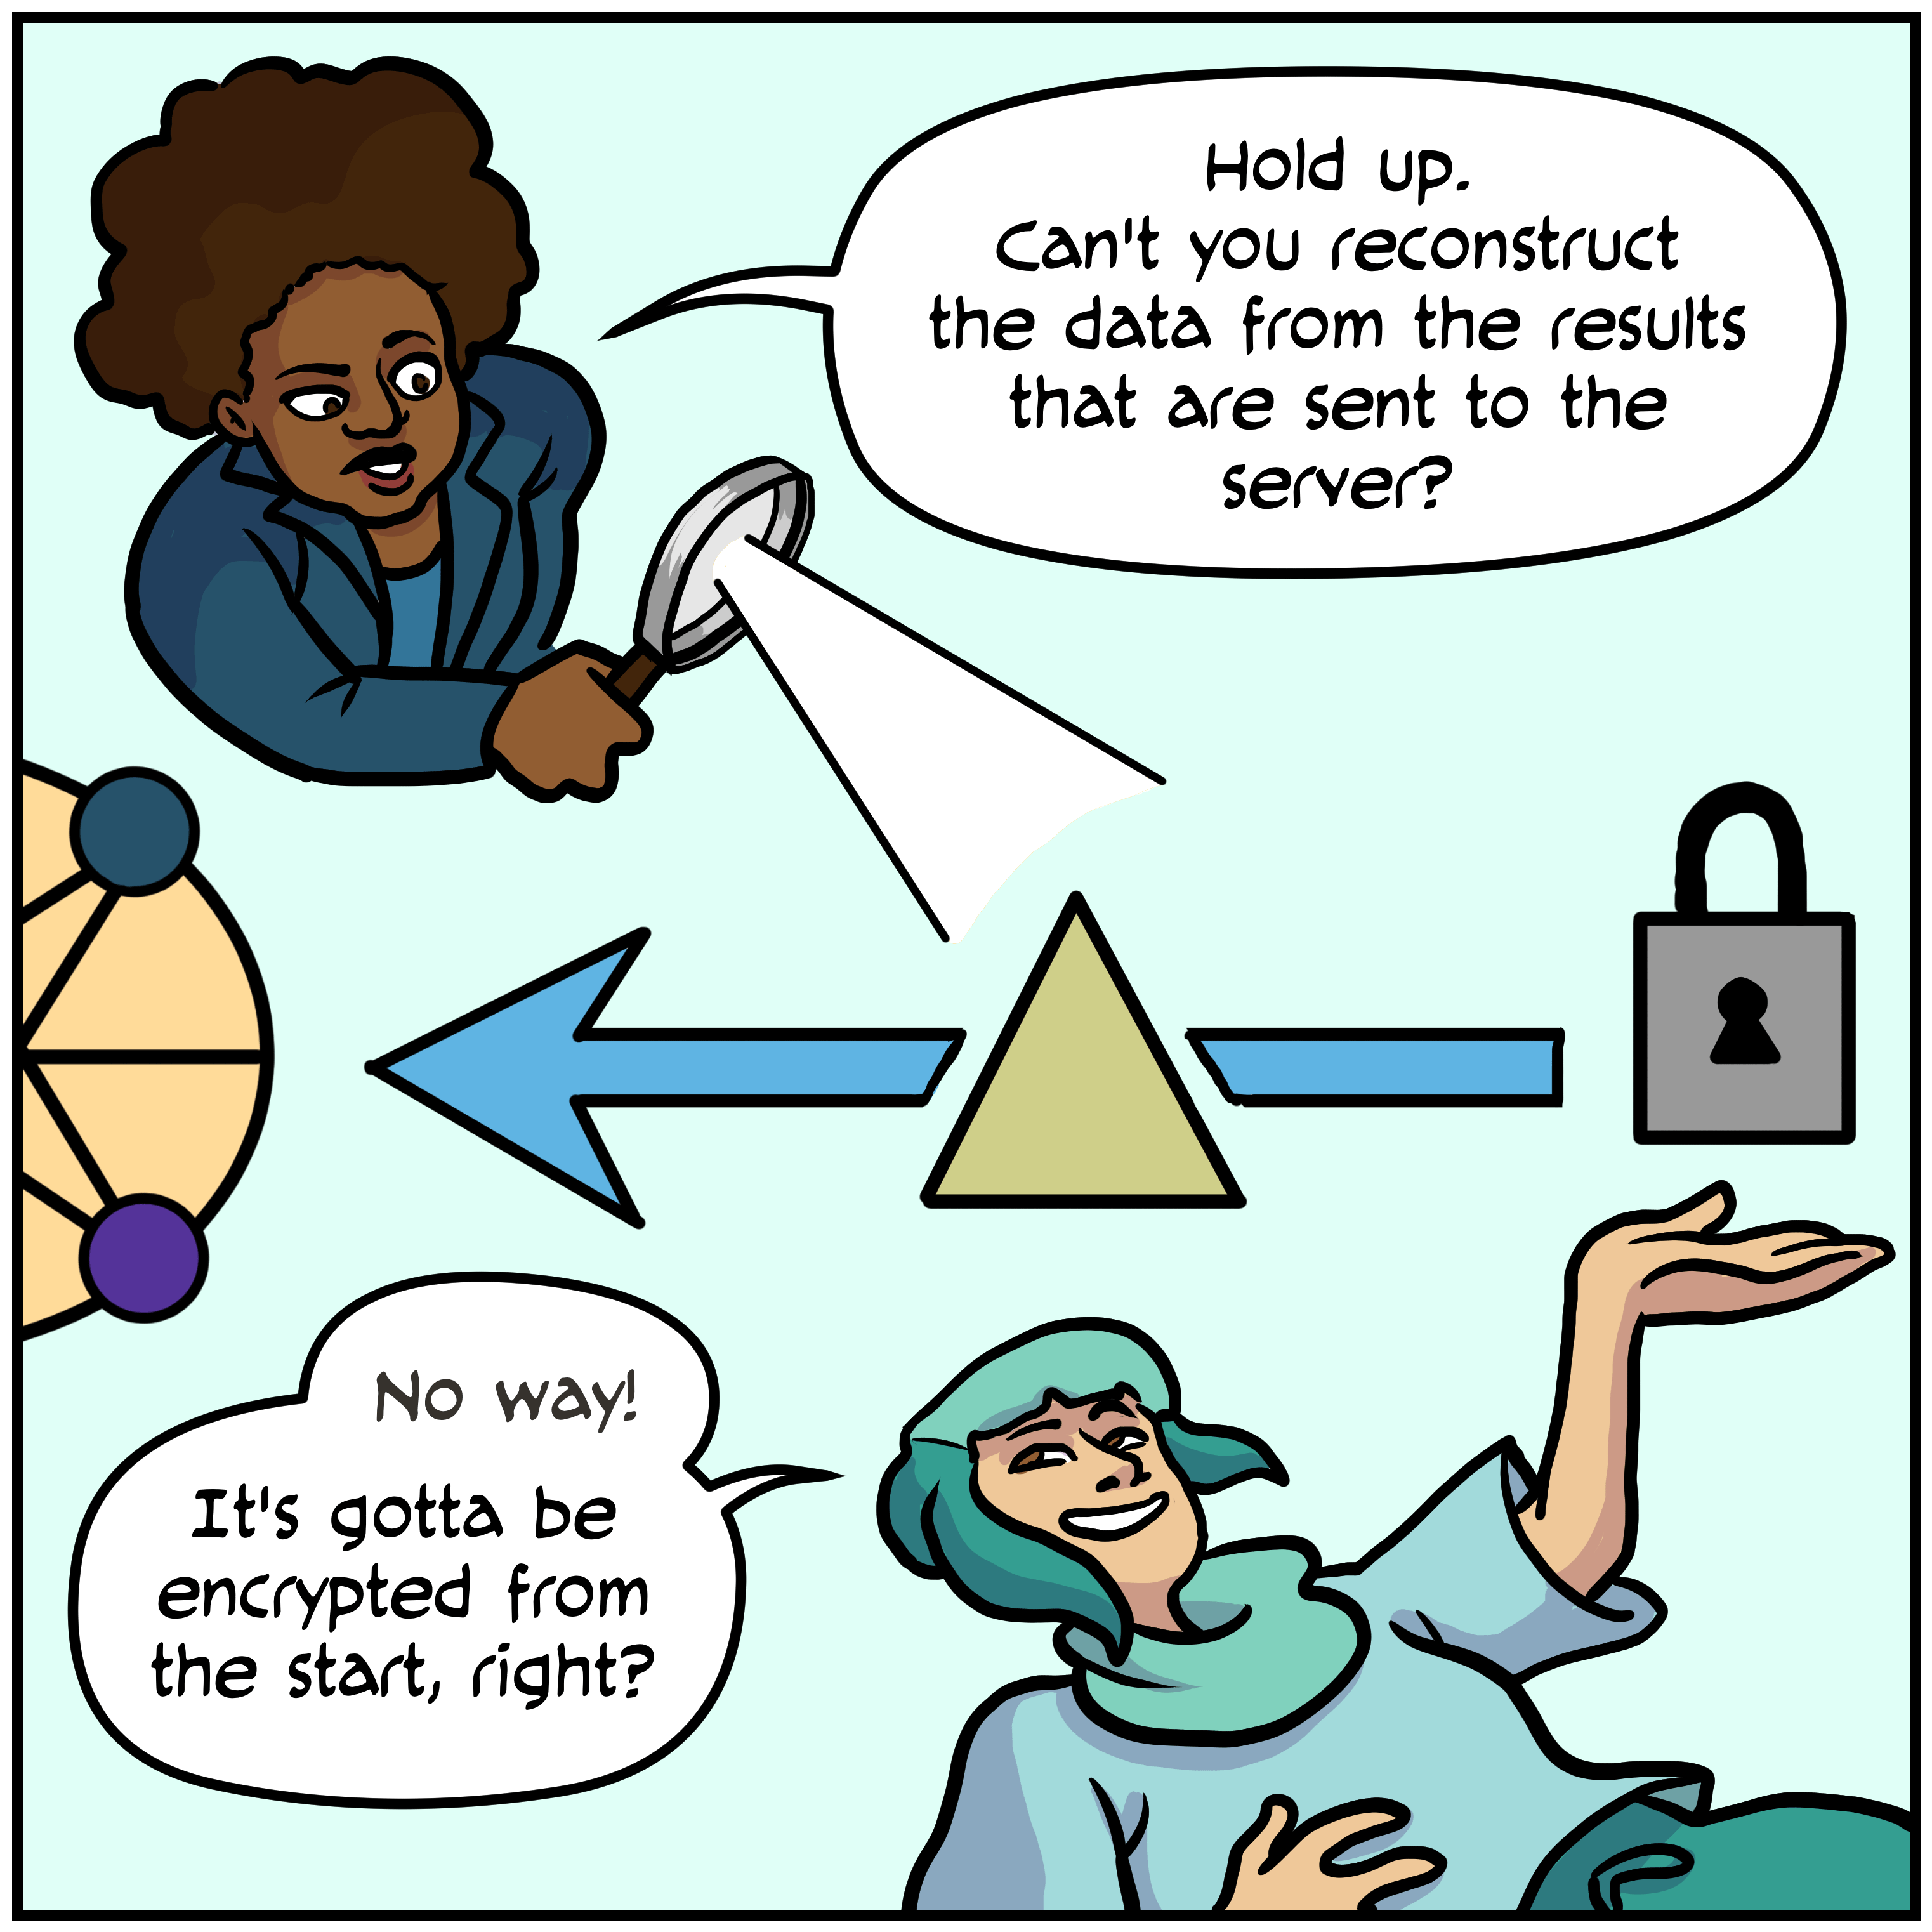 Hold up.
Can't you reconstruct
the data from the results
that are sent to the
server?
No way!
It's gotta be
encrypted from
the start, right?